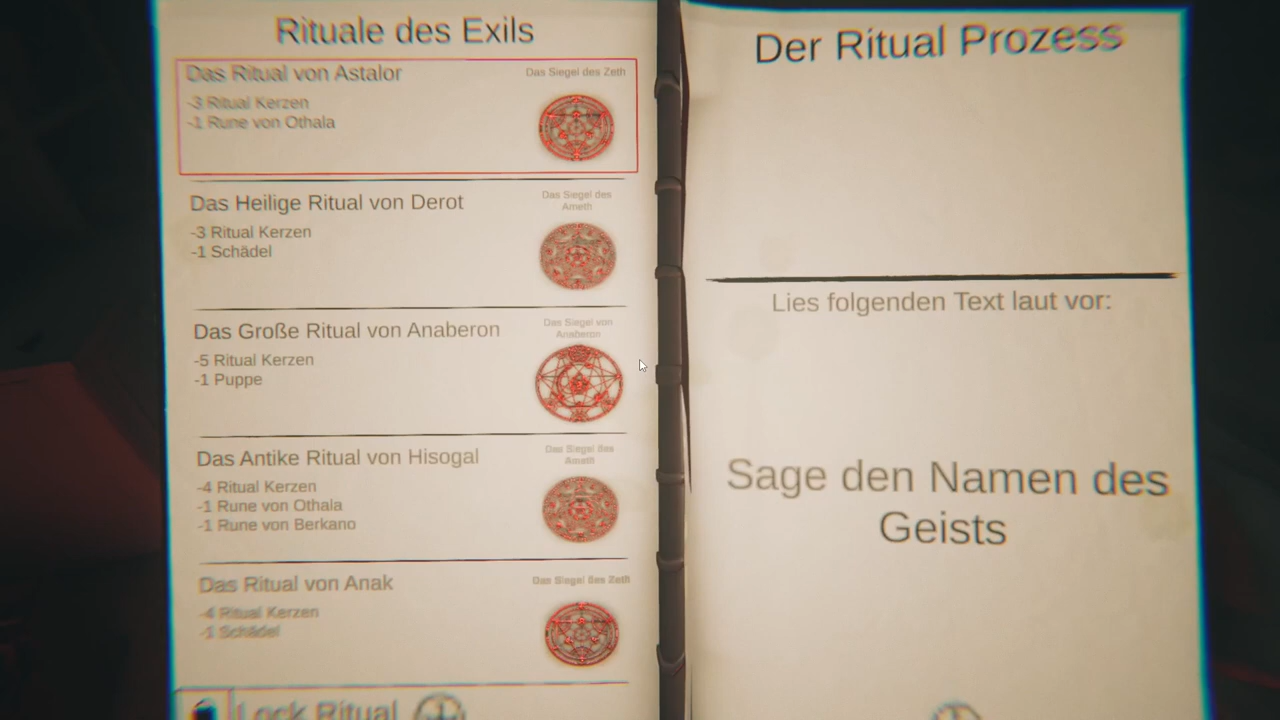 Rituale des Exils
Das Ritual von Astalor
Das Siegel des Zeth
-3 Ritual Kerzen
-1 Rune von Othala
Das Heilige Ritual von Derot
Das Siegel des
Ameth
-3 Ritual Kerzen
-1 Schädel
Das Große Ritual von Anaberon
Das Siegel von
Anaberon
-5 Ritual Kerzen
-1 Puppe
Das Antike Ritual von Hisogal
Das Siegel des
Ameth
-4 Ritual Kerzen
-1 Rune von Othala
-1 Rune von Berkano
Das Ritual von Anak
Das Siegel des Zeth
-4 Ritual Kerzen
-1 Schädel
Lock Ritual
Der Ritual Prozess
Lies folgenden Text laut vor:
Sage den Namen des
Geists